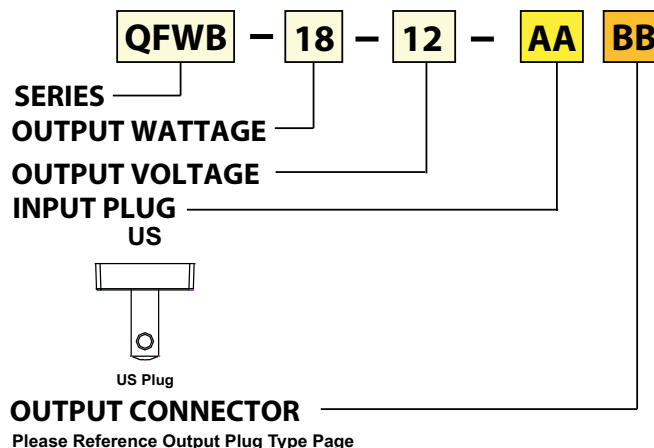 QFWB – 18 – 12 – AA BB
SERIES
OUTPUT WATTAGE
OUTPUT VOLTAGE
INPUT PLUG
US
US Plug
OUTPUT CONNECTOR
Please Reference Output Plug Type Page